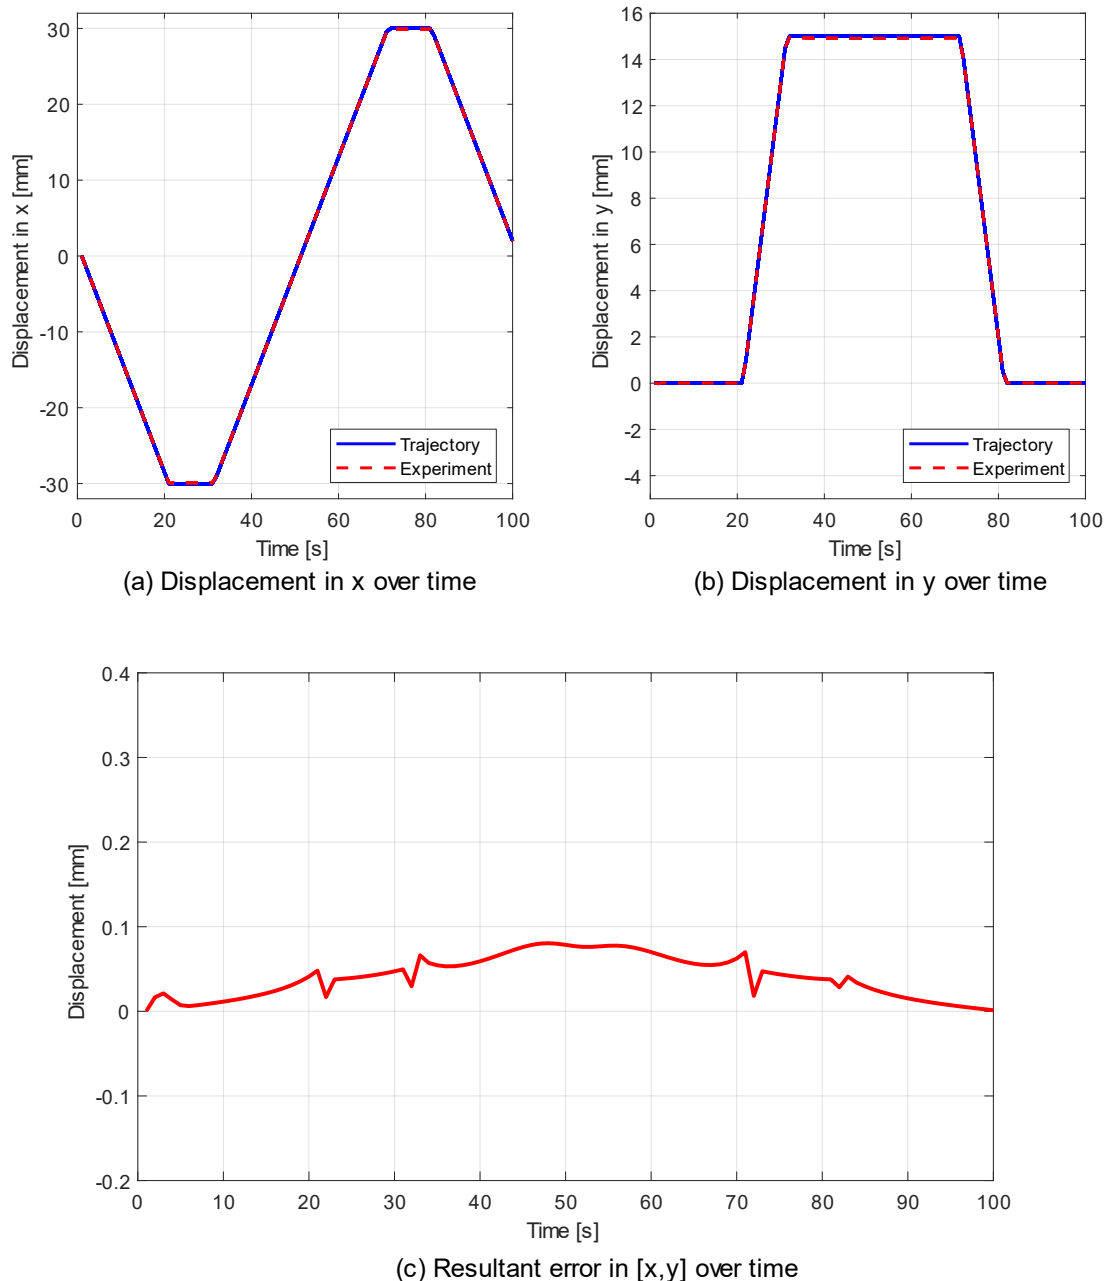 30
20
10
0
-10
-20
-30
Displacement in x [mm]
Trajectory
Experiment
0 20 40 60 80 100
Time [s]
(a) Displacement in x over time
16
14
12
10
8
6
4
2
0
-2
-4
Displacement in y [mm]
Trajectory
Experiment
0 20 40 60 80 100
Time [s]
(b) Displacement in y over time
0.4
0.3
0.2
0.1
0
-0.1
-0.2
Displacement [mm]
0 10 20 30 40 50 60 70 80 90 100
Time [s]
(c) Resultant error in [x,y] over time